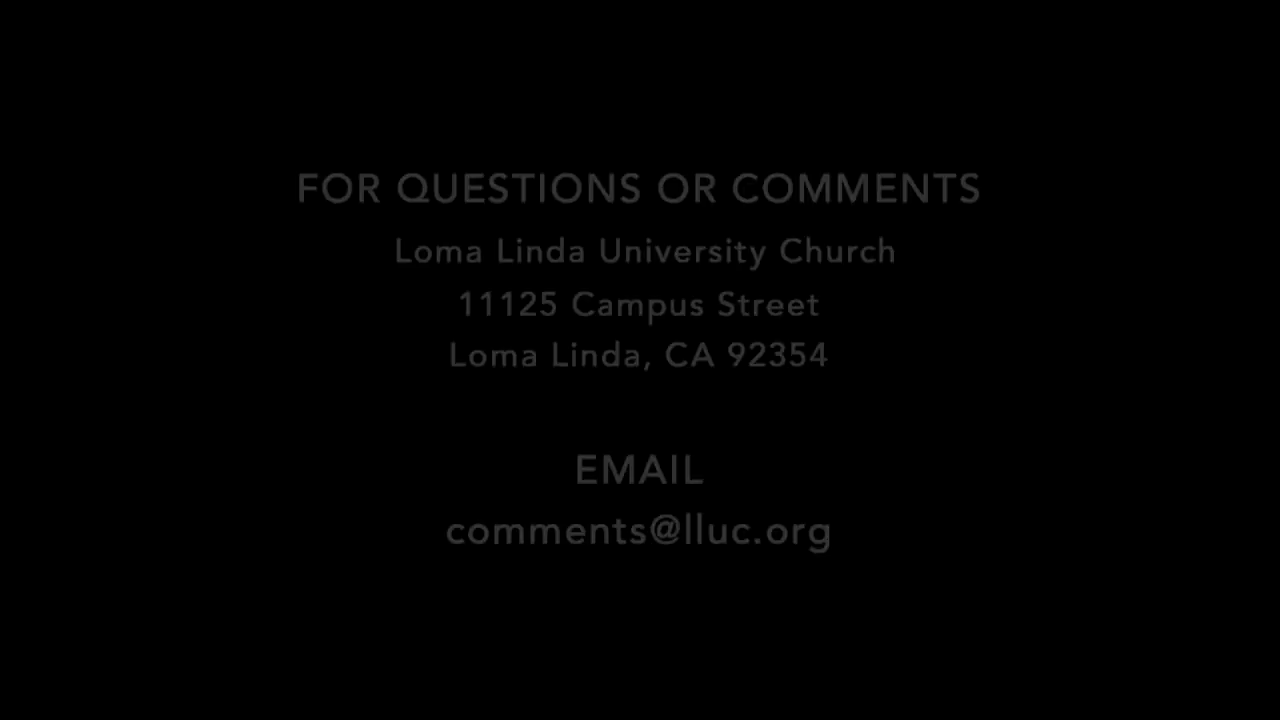 FOR QUESTIONS OR COMMENTS
Loma Linda University Church
11125 Campus Street
Loma Linda, CA 92354
EMAIL
comments@lluc.org